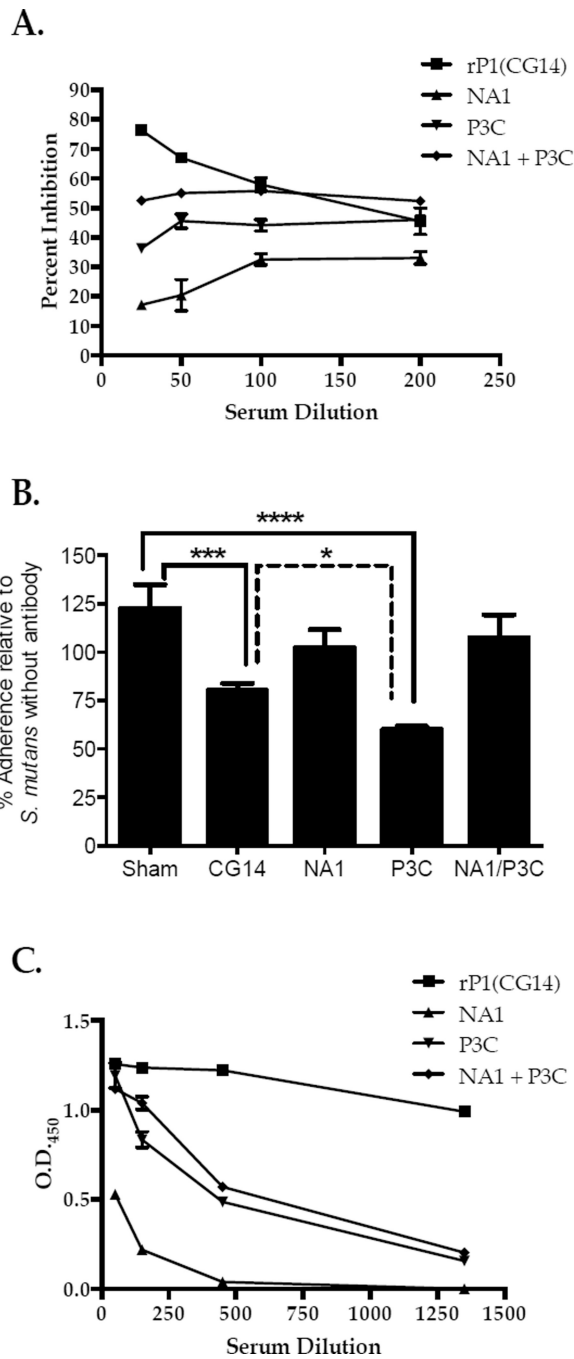 A.
rP1(CG14)
NA1
P3C
NA1 + P3C
90
80
70
60
50
40
30
20
10
0
Percent Inhibition
0 50 100 150 200 250
Serum Dilution
B.
****
*** *
150
125
100
75
50
25
0
% Adherence relative to
S. mutans without antibody
Sham CG14 NA1 P3C NA1/P3C
C.
rP1(CG14)
NA1
P3C
NA1 + P3C
1.5
1.0
0.5
0.0
O.D.450
0 250 500 750 1000 1250 1500
Serum Dilution